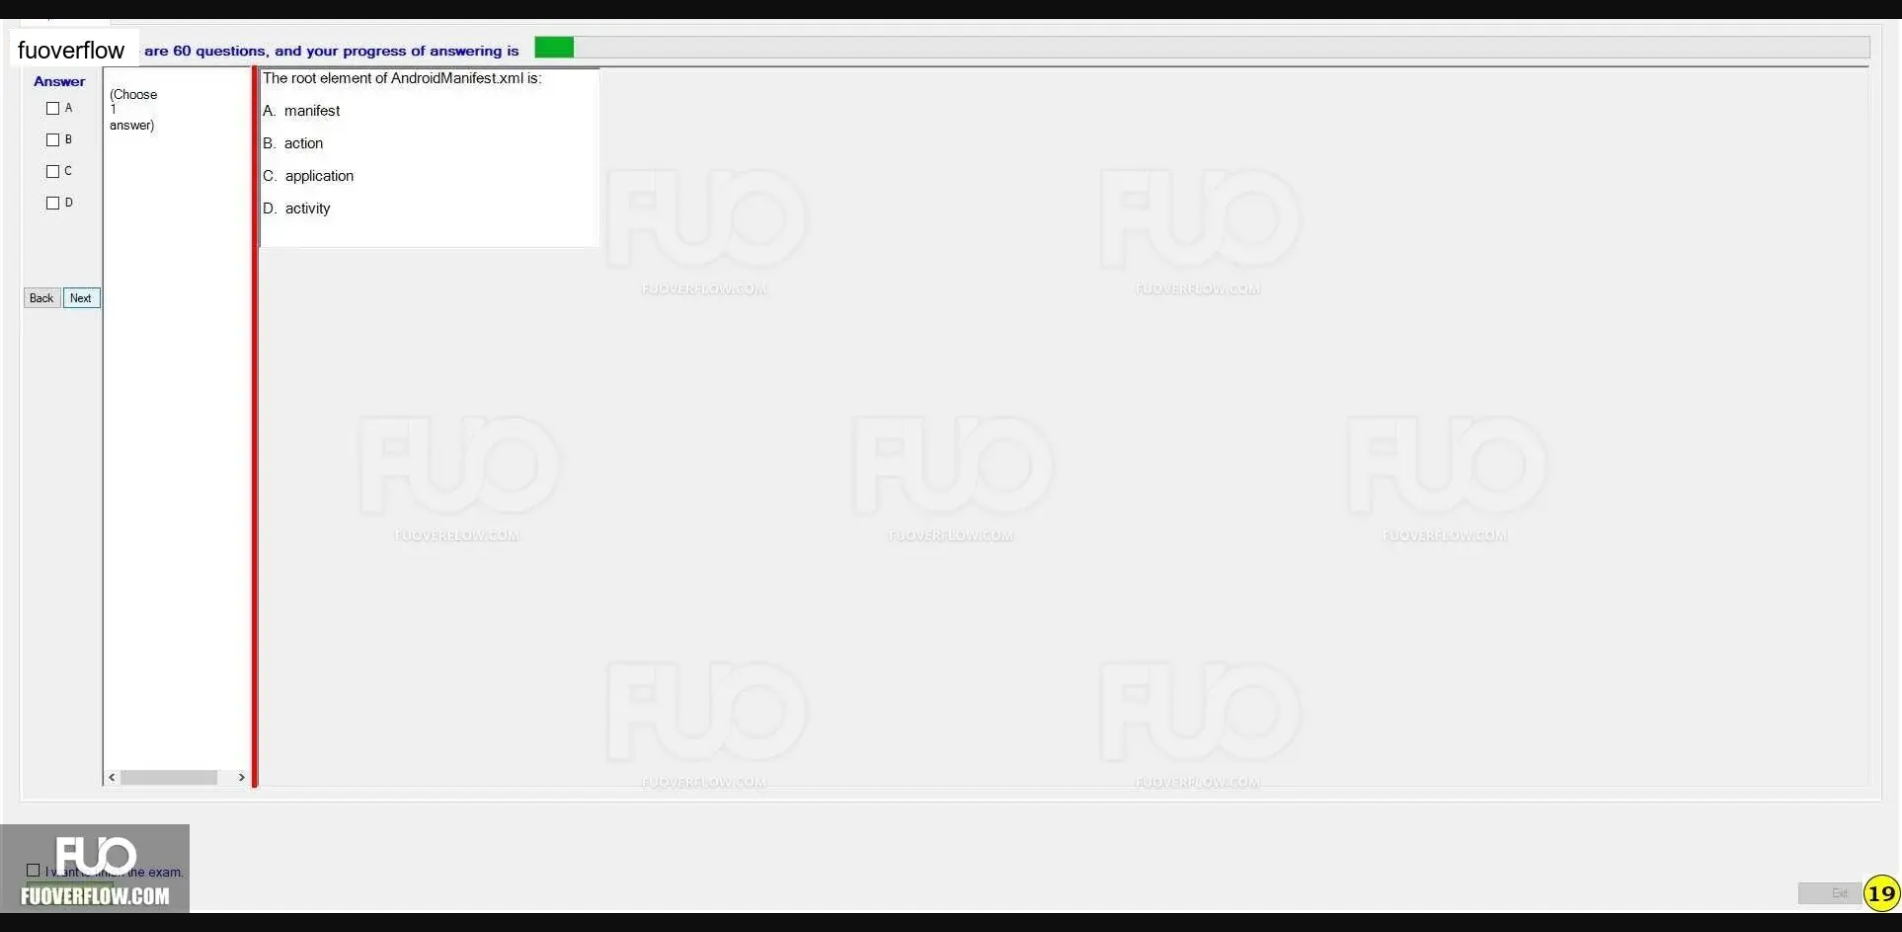 fuoverflow are 60 questions, and your progress of answering is
Answer
A
B
C
D
(Choose
1
answer)
The root element of AndroidManifest.xml is:
A. manifest
B. action
C. application
D. activity
Back Next
FUO FUO
FUOVERFLOW.COM FUOVERFLOW.COM
FUO FUO FUO
FUOVERFLOW.COM FUOVERFLOW.COM FUOVERFLOW.COM
FUO FUO
FUOVERFLOW.COM FUOVERFLOW.COM
FUO
I want the exam.
FUOVERFLOW.COM
Exit 19